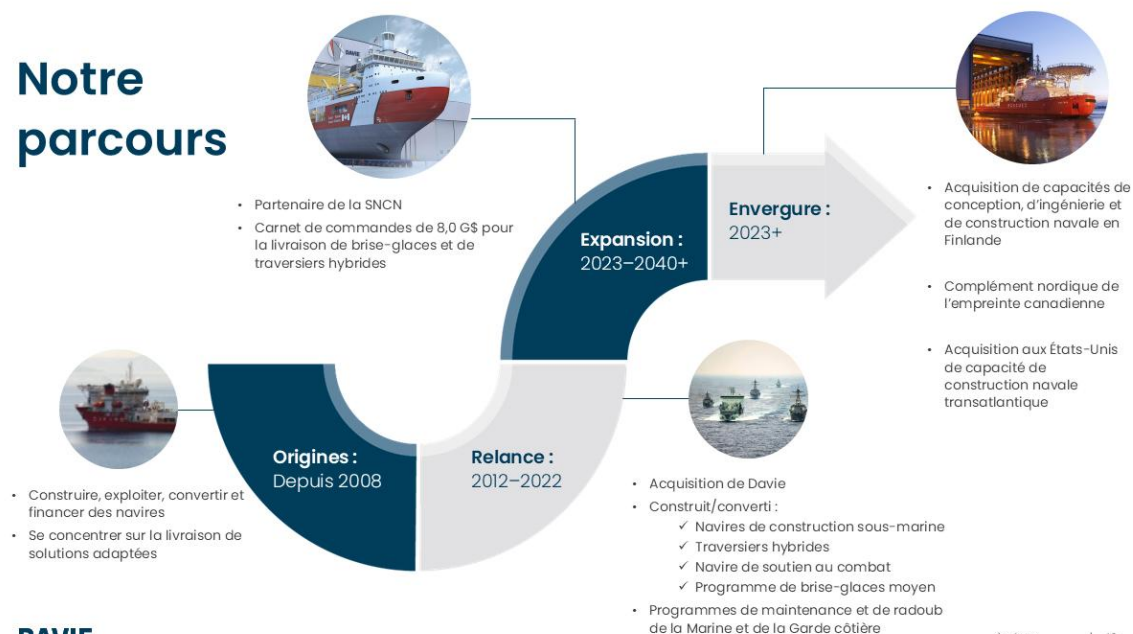 Notre
parcours
DAVIE
• Partenaire de la SNCN
• Carnet de commandes de 8,0 G$ pour
la livraison de brise-glaces et de
traversiers hybrides
Origines :
Depuis 2008
• Construire, exploiter, convertir et
financer des navires
• Se concentrer sur la livraison de
solutions adaptées
Relance :
2012–2022
• Acquisition de Davie
• Construit/converti :
✓ Navires de construction sous-marine
✓ Traversiers hybrides
✓ Navire de soutien au combat
✓ Programme de brise-glaces moyen
• Programmes de maintenance et de radoub
de la Marine et de la Garde côtière
Expansion :
2023–2040+
Envergure :
2023+
• Acquisition de capacités de
conception, d'ingénierie et
de construction navale en
Finlande
• Complément nordique de
l'empreinte canadienne
• Acquisition aux États-Unis
de capacité de
construction navale
transatlantique
DAVIE